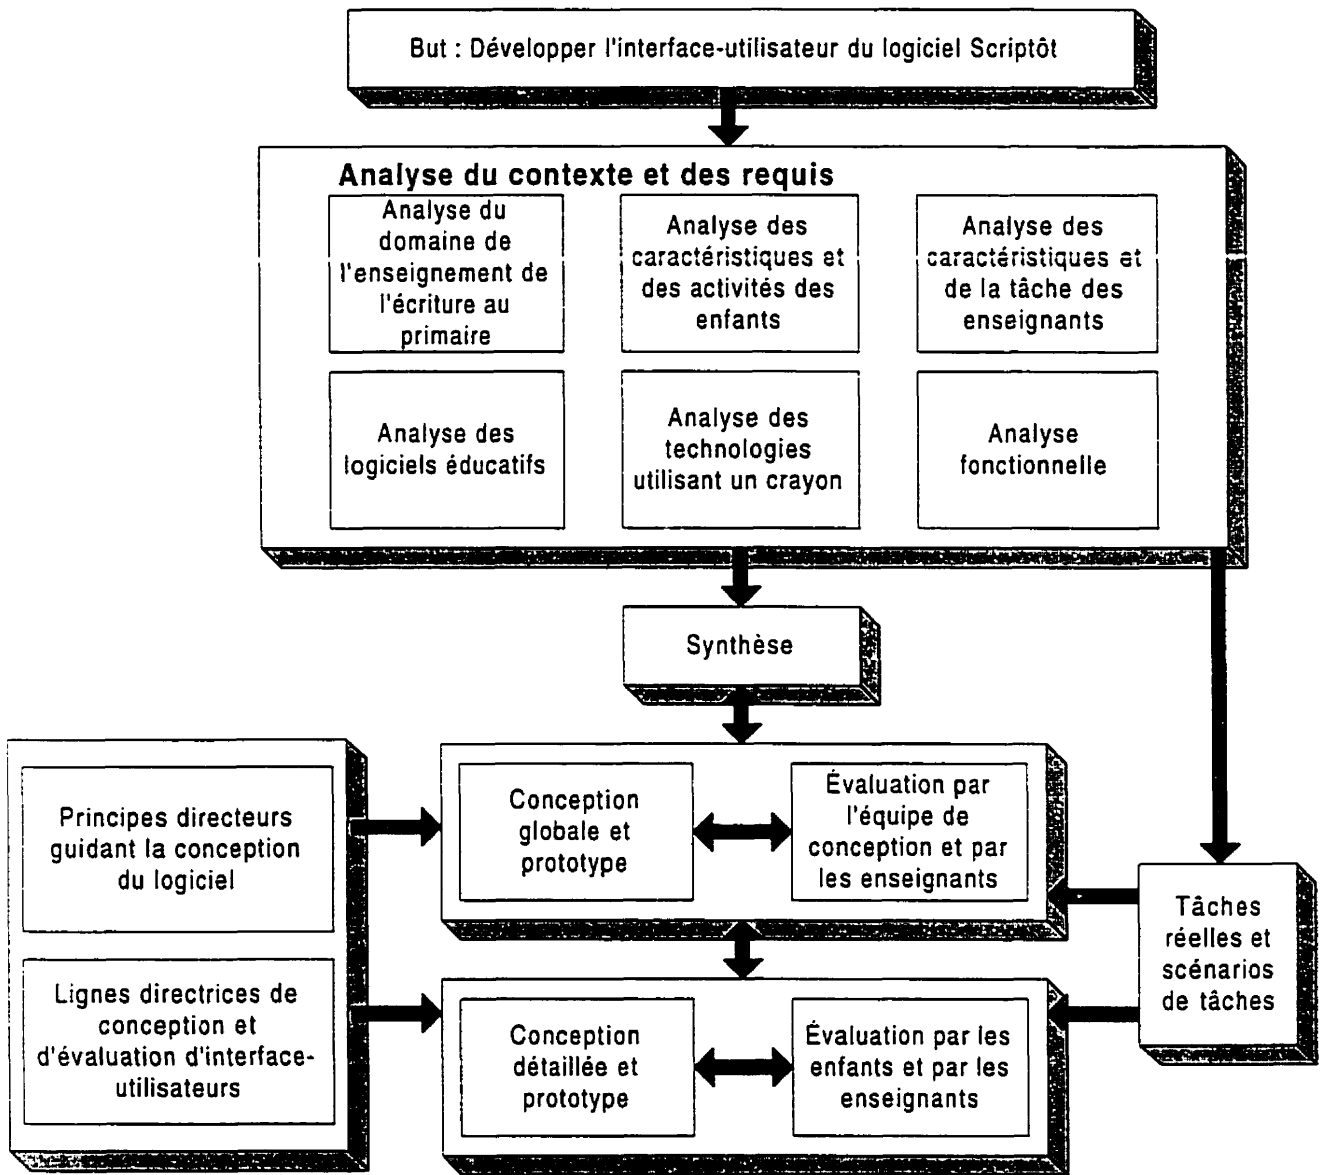 But : Développer l'interface-utilisateur du logiciel Scriptôt
Analyse du contexte et des requis
Analyse du
domaine de
l'enseignement de
l'écriture au
primaire
Analyse des
caractéristiques et
des activités des
enfants
Analyse des
caractéristiques et
de la tâche des
enseignants
Analyse des
logiciels éducatifs
Analyse des
technologies
utilisant un crayon
Analyse
fonctionnelle
Synthèse
Principes directeurs
guidant la conception
du logiciel
Lignes directrices de
conception et
d'évaluation d'interface-
utilisateurs
Conception
globale et
prototype
Évaluation par
l'équipe de
conception et par
les enseignants
Conception
détaillée et
prototype
Évaluation par les
enfants et par les
enseignants
Tâches
réelles et
scénarios
de tâches